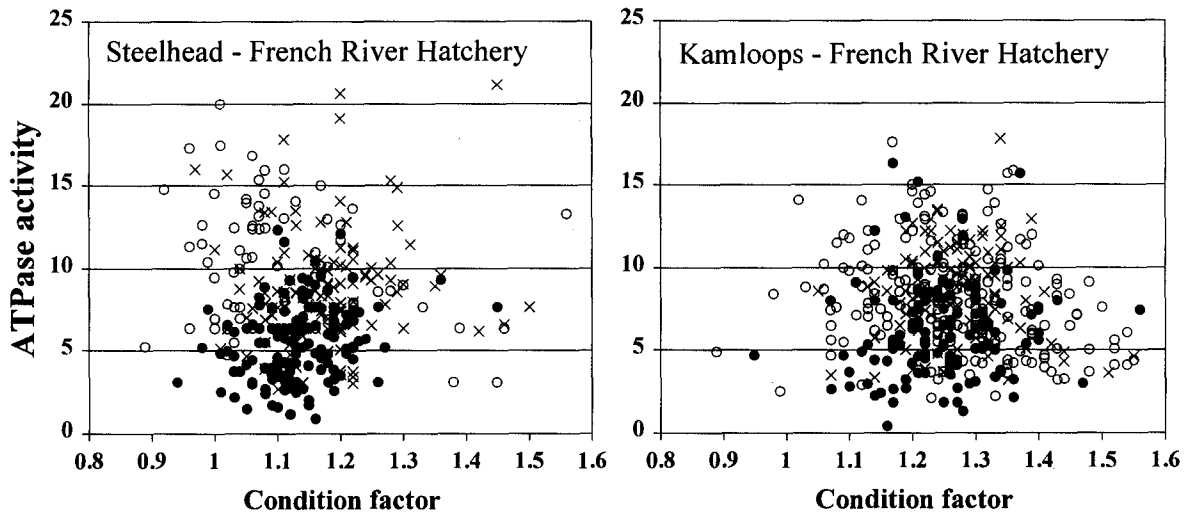 Steelhead - French River Hatchery
ATPase activity
25
20
15
10
5
0
0.8 0.9 1 1.1 1.2 1.3 1.4 1.5 1.6
Condition factor
Kamloops - French River Hatchery
25
20
15
10
5
0
0.8 0.9 1 1.1 1.2 1.3 1.4 1.5 1.6
Condition factor